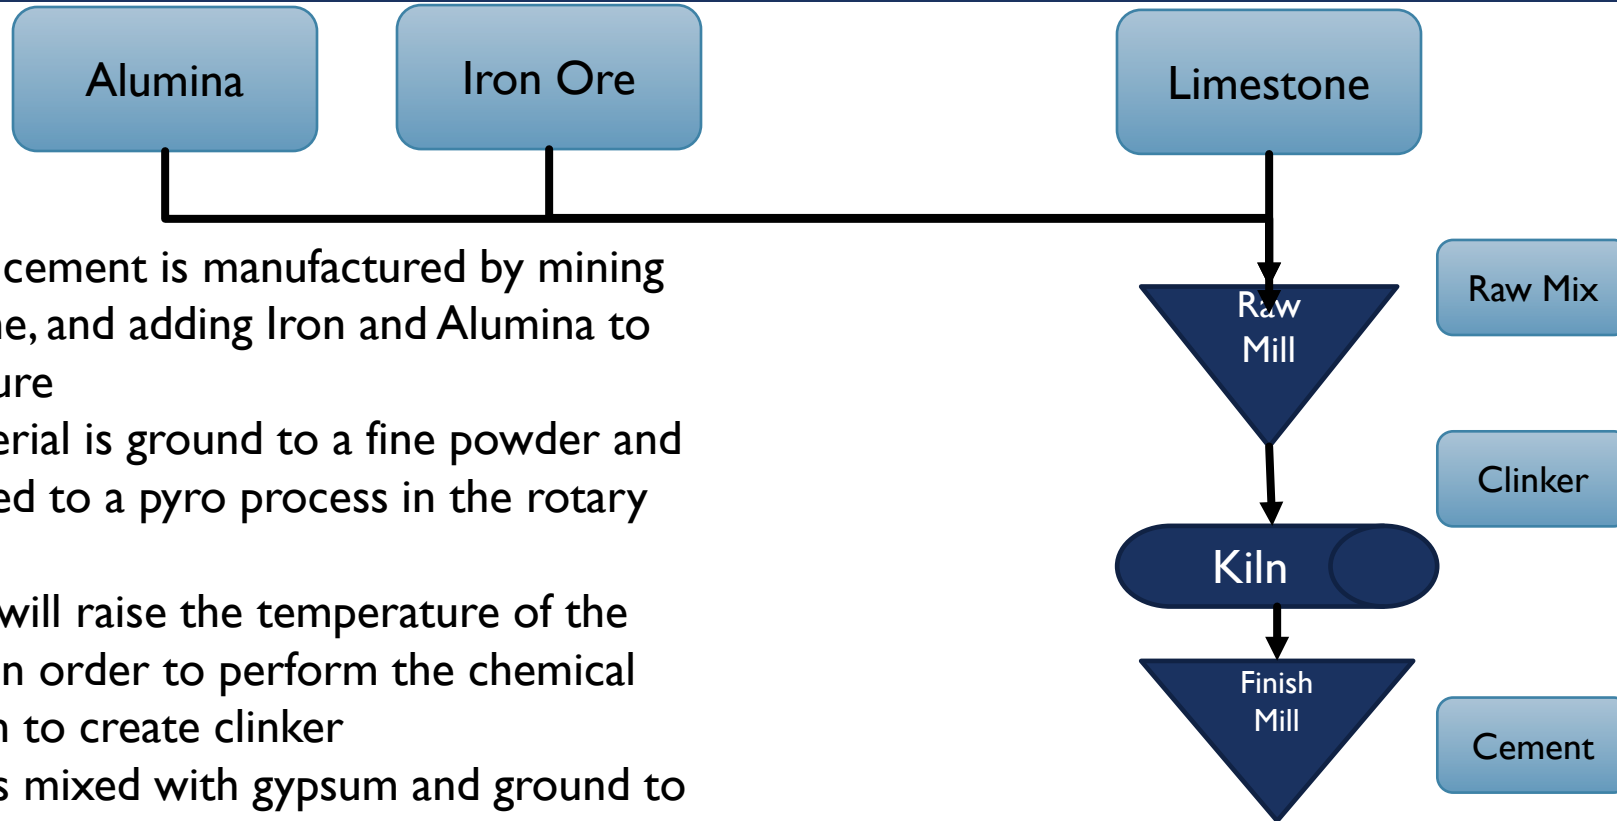 Alumina
Iron Ore
Limestone
cement is manufactured by mining
ne, and adding Iron and Alumina to
ure
erial is ground to a fine powder and
ed to a pyro process in the rotary
will raise the temperature of the
n order to perform the chemical
n to create clinker
s mixed with gypsum and ground to
Raw
Mill
Raw Mix
Clinker
Kiln
Finish
Mill
Cement